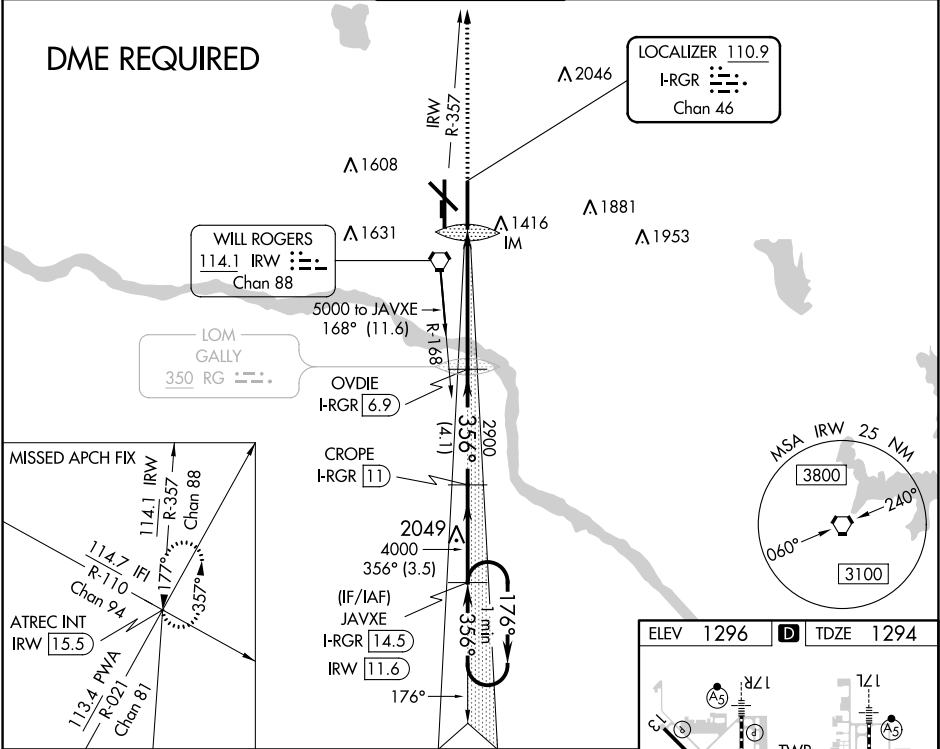 DME REQUIRED
LOCALIZER 110.9
I-RGR
Chan 46
2046
IRW
R-357
1608
1416
IM
1881
1953
1631
WILL ROGERS
114.1 IRW
Chan 88
5000 to JAVXE
168° (11.6)
R-168
LOM
GALLY
350 RG
OVDIE
I-RGR 6.9
356°
(4.1)
2900
CROPE
I-RGR 11
2049
4000
356° (3.5)
(IF/IAF)
JAVXE
I-RGR 14.5
IRW 11.6
356°
1 min
176°
176°
MISSED APCH FIX
114.1 IRW
R-357
Chan 88
114.7 IFI
R-110
Chan 94
177°
357°
ATREC INT
IRW 15.5
113.4 PWA
R-021
Chan 81
MSA IRW 25 NM
3800
240°
060°
3100
ELEV 1296 D TDZE 1294
17R
17L
A5
A5
13
P
P
TWR